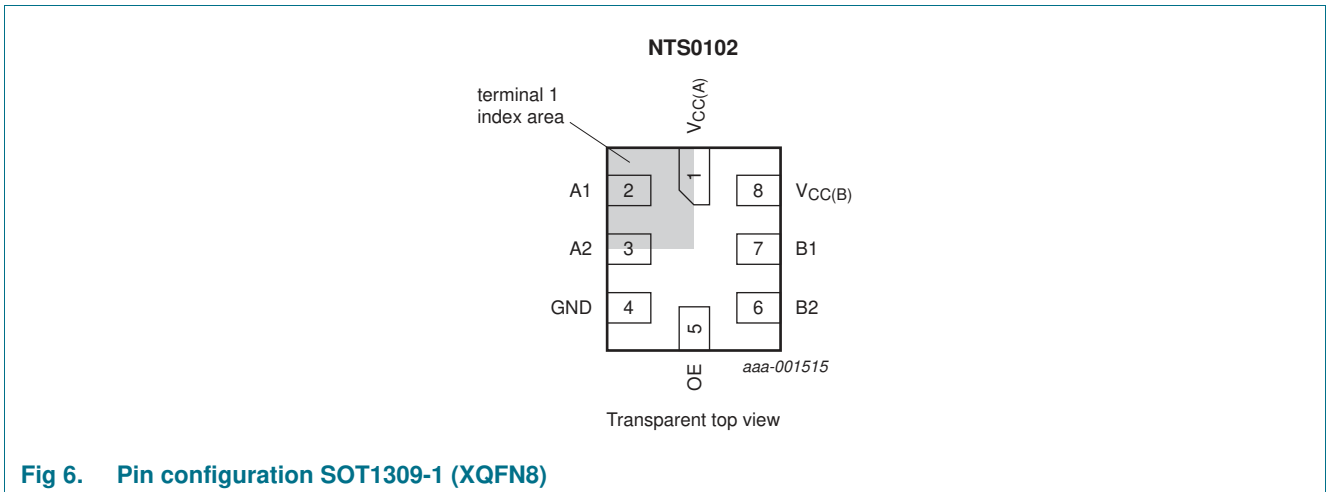 NTS0102
terminal 1
index area
VCC(A)
1
A1 2 8 VCC(B)
A2 3 7 B1
GND 4 6 B2
5
OE
aaa-001515
Transparent top view
Fig 6. Pin configuration SOT1309-1 (XQFN8)